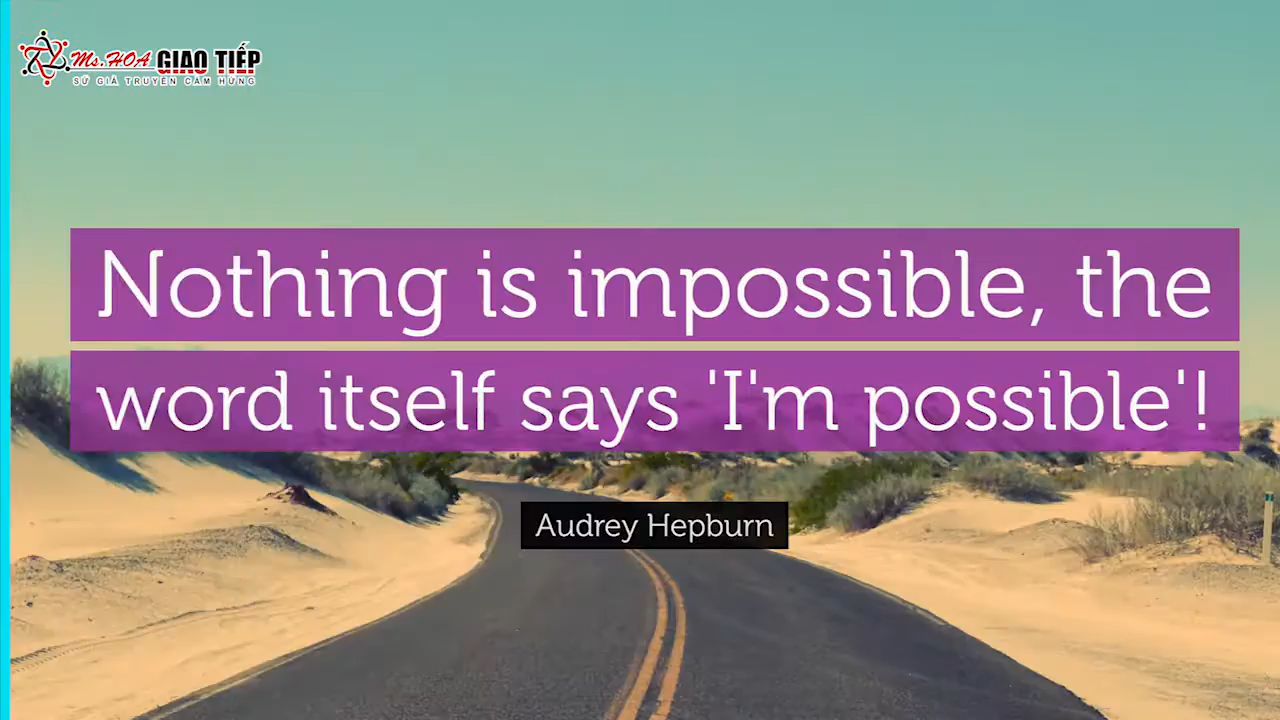 Ms.HOA GIAO TIẾP
SỨ GIẢ TRUYỀN CẢM HỨNG
Nothing is impossible, the
word itself says 'I'm possible'!
Audrey Hepburn